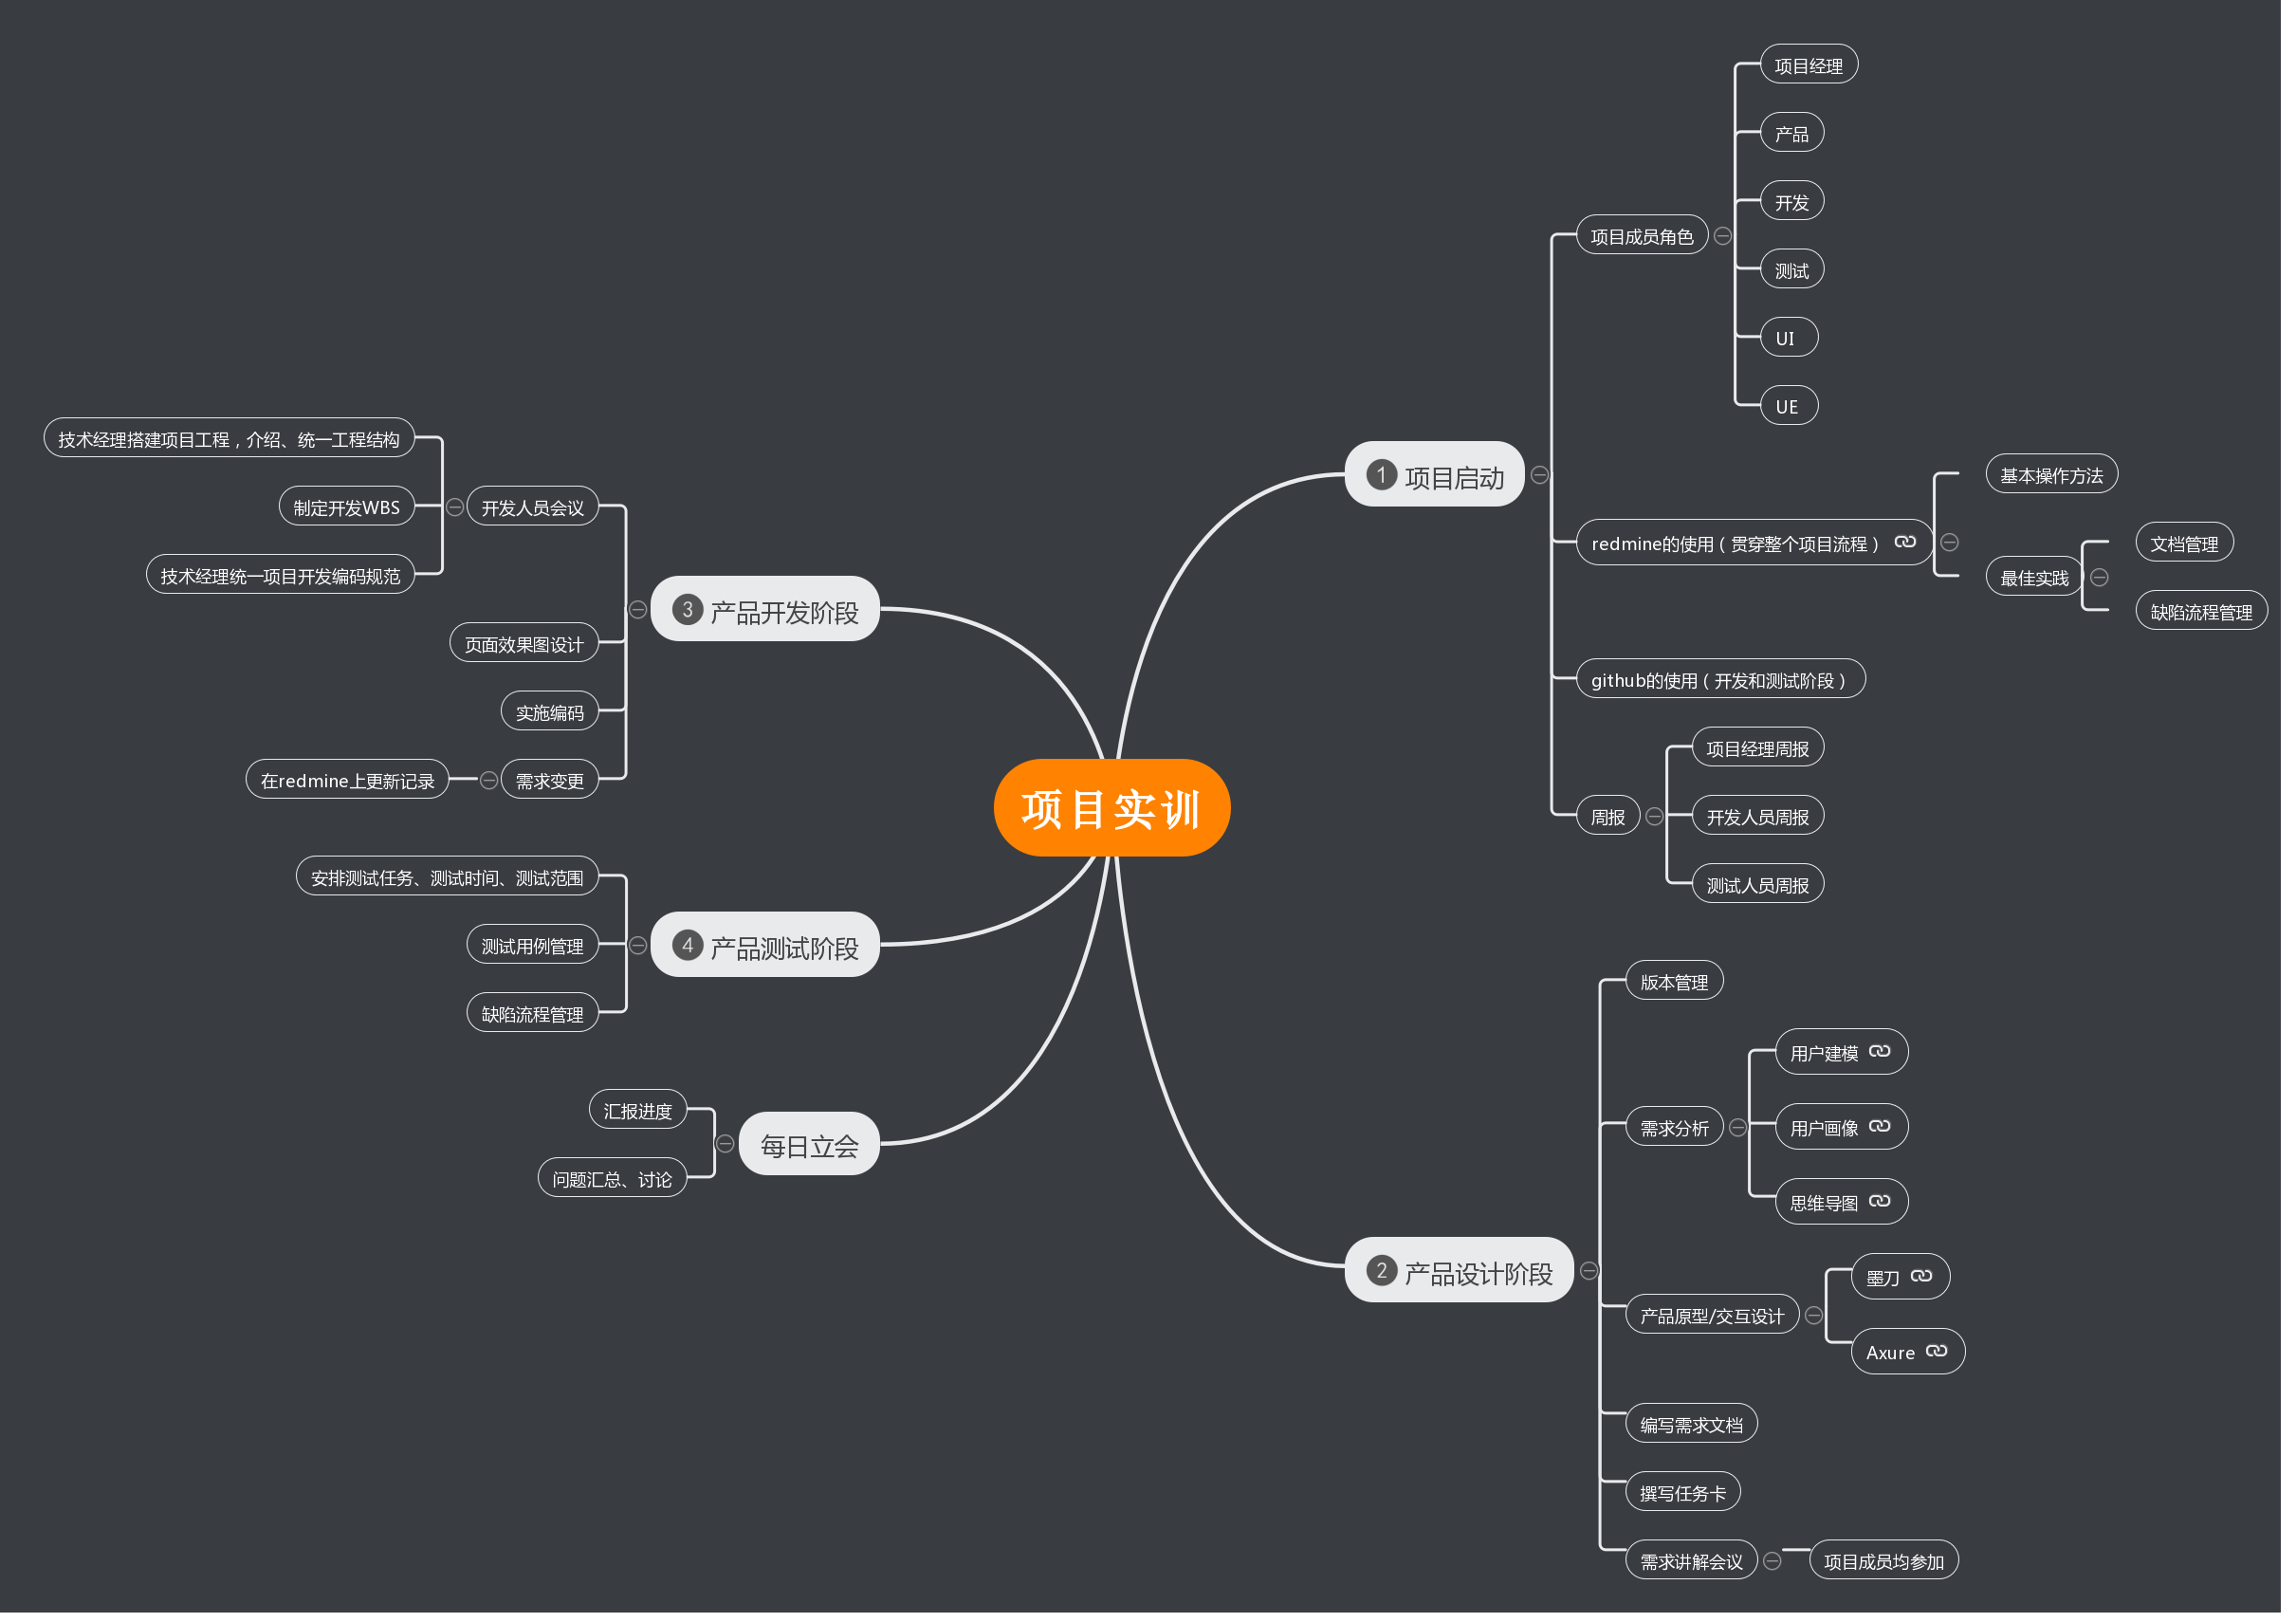 项目实训
1 项目启动
项目成员角色
项目经理
产品
开发
测试
UI
UE
redmine的使用（贯穿整个项目流程）
基本操作方法
最佳实践
文档管理
缺陷流程管理
github的使用（开发和测试阶段）
周报
项目经理周报
开发人员周报
测试人员周报
2 产品设计阶段
版本管理
需求分析
用户建模
用户画像
思维导图
产品原型/交互设计
墨刀
Axure
编写需求文档
撰写任务卡
需求讲解会议
项目成员均参加
3 产品开发阶段
开发人员会议
技术经理搭建项目工程，介绍、统一工程结构
制定开发WBS
技术经理统一项目开发编码规范
页面效果图设计
实施编码
需求变更
在redmine上更新记录
4 产品测试阶段
安排测试任务、测试时间、测试范围
测试用例管理
缺陷流程管理
每日立会
汇报进度
问题汇总、讨论